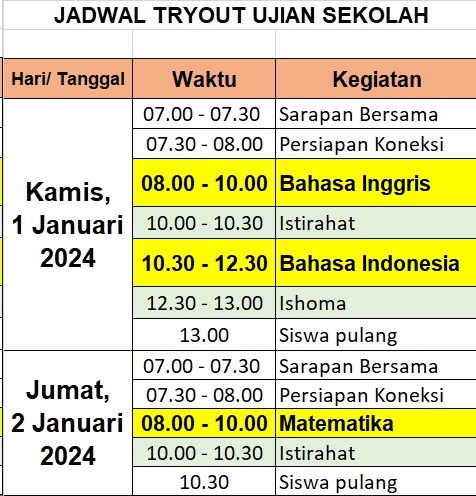 JADWAL TRYOUT UJIAN SEKOLAH
Hari/ Tanggal Waktu Kegiatan
Kamis, 1 Januari 2024
07.00 - 07.30 Sarapan Bersama
07.30 - 08.00 Persiapan Koneksi
08.00 - 10.00 Bahasa Inggris
10.00 - 10.30 Istirahat
10.30 - 12.30 Bahasa Indonesia
12.30 - 13.00 Ishoma
13.00 Siswa pulang
Jumat, 2 Januari 2024
07.00 - 07.30 Sarapan Bersama
07.30 - 08.00 Persiapan Koneksi
08.00 - 10.00 Matematika
10.00 - 10.30 Istirahat
10.30 Siswa pulang